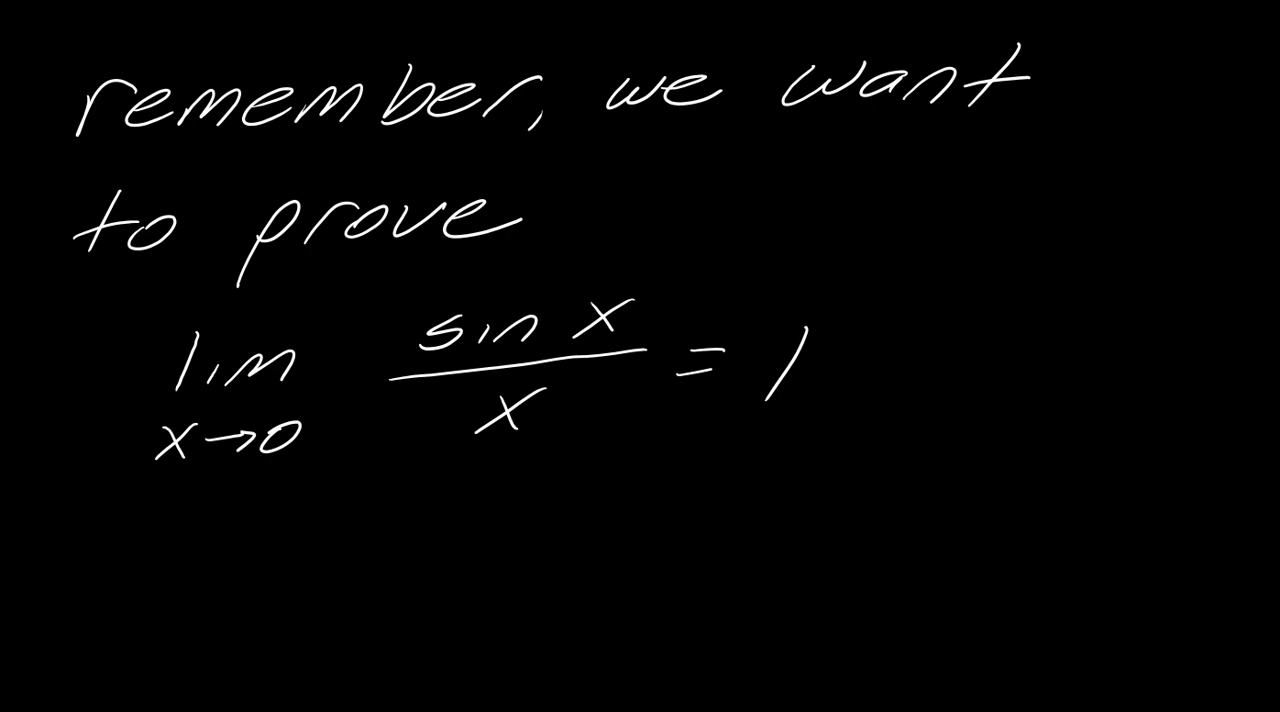 remember, we want
to prove
lim sin x / x = 1
x→0